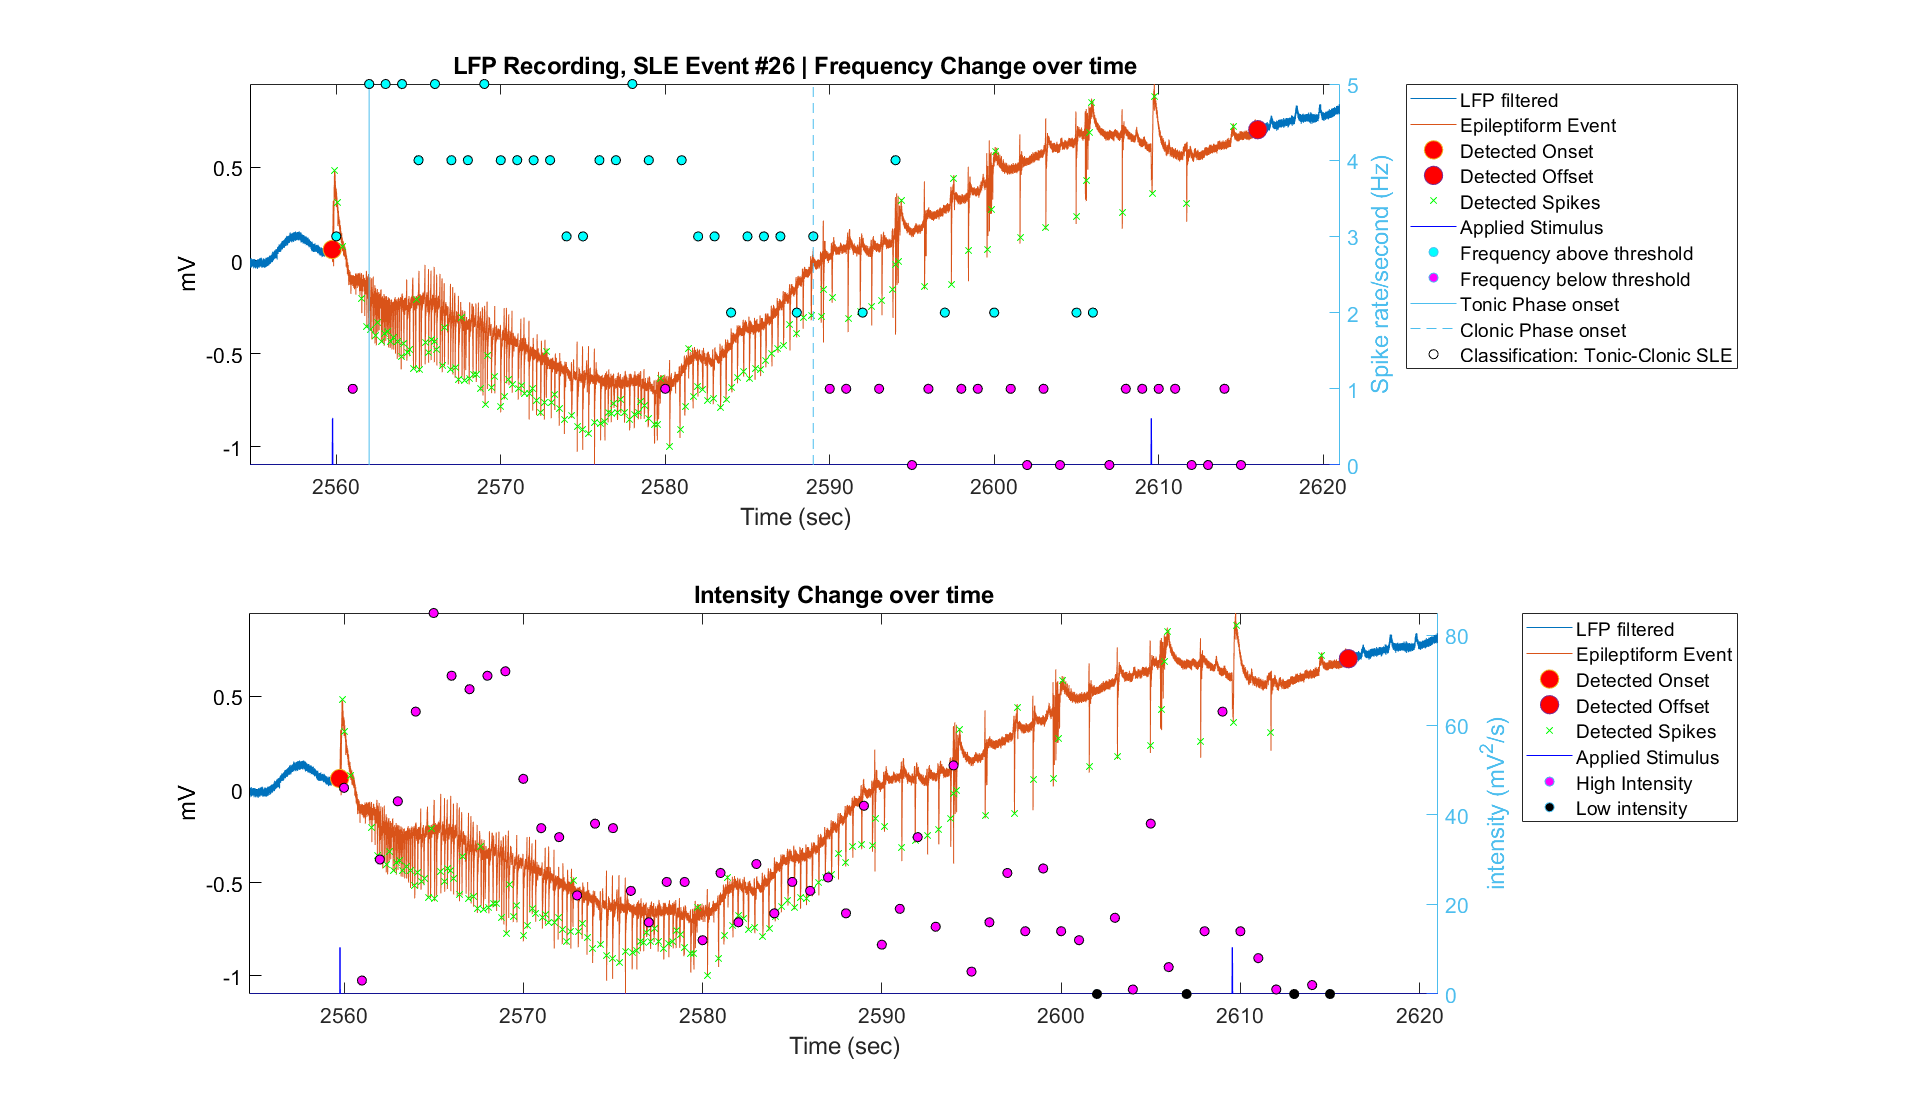 LFP Recording, SLE Event #26 | Frequency Change over time
mV
0.5
0
-0.5
-1
2560
2570
2580
2590
2600
2610
2620
Time (sec)
5
4
3
2
1
0
Spike rate/second (Hz)
LFP filtered
Epileptiform Event
Detected Onset
Detected Offset
Detected Spikes
Applied Stimulus
Frequency above threshold
Frequency below threshold
Tonic Phase onset
Clonic Phase onset
Classification: Tonic-Clonic SLE
Intensity Change over time
mV
0.5
0
-0.5
-1
2560
2570
2580
2590
2600
2610
2620
Time (sec)
80
60
40
20
0
intensity (mV²/s)
LFP filtered
Epileptiform Event
Detected Onset
Detected Offset
Detected Spikes
Applied Stimulus
High Intensity
Low intensity